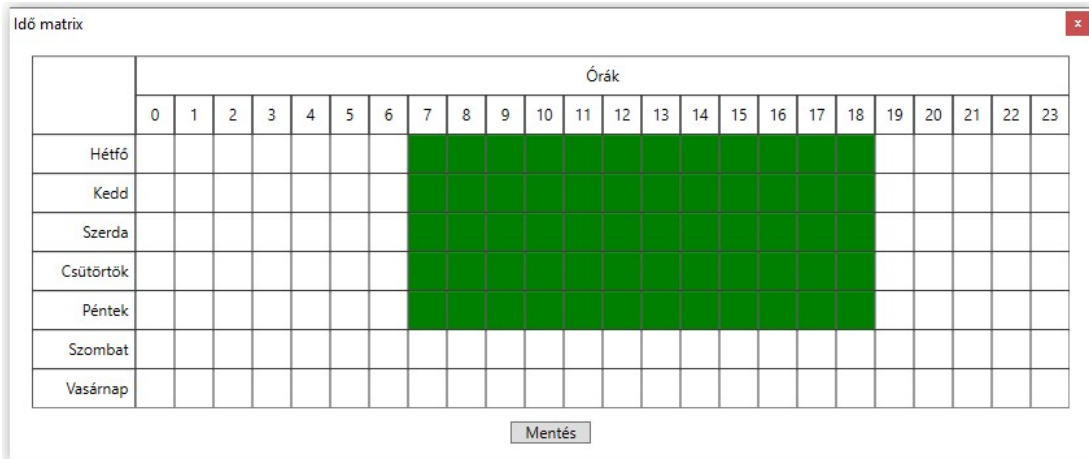 Idő matrix
x
Órák
0 1 2 3 4 5 6 7 8 9 10 11 12 13 14 15 16 17 18 19 20 21 22 23
Hétfő
Kedd
Szerda
Csütörtök
Péntek
Szombat
Vasárnap
Mentés